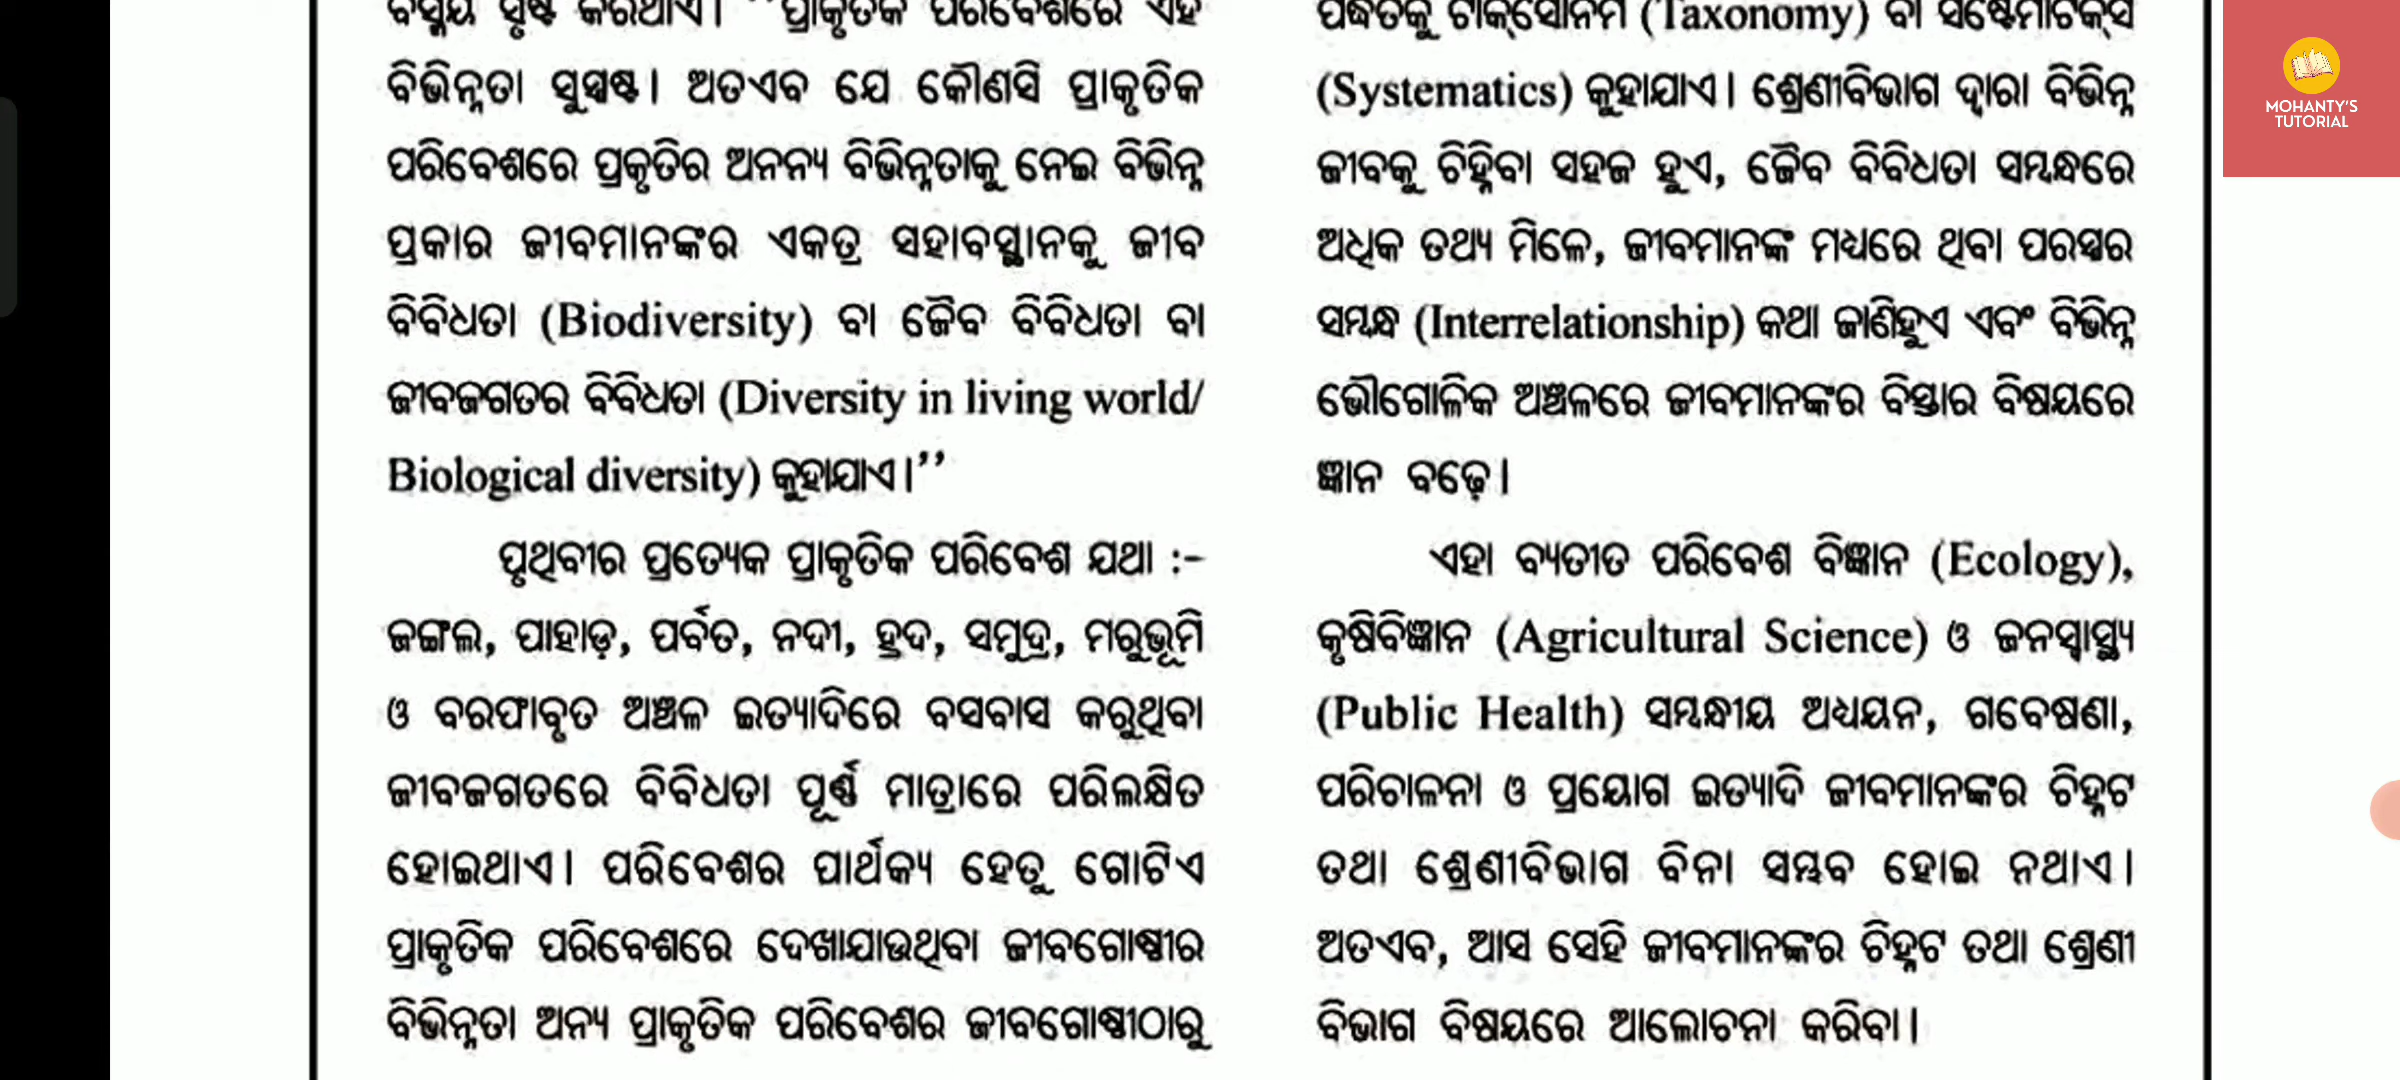 ବିସ୍ମୟ ସୃଷ୍ଟି କରିଥାଏ। ‘‘ପ୍ରାକୃତିକ ପରିବେଶରେ ଏହି
ବିଭିନ୍ନତା ସୁସ୍ପଷ୍ଟ। ଅତଏବ ଯେ କୌଣସି ପ୍ରାକୃତିକ
ପରିବେଶରେ ପ୍ରକୃତିର ଅନନ୍ୟ ବିଭିନ୍ନତାକୁ ନେଇ ବିଭିନ୍ନ
ପ୍ରକାର ଜୀବମାନଙ୍କର ଏକତ୍ର ସହାବସ୍ଥାନକୁ ଜୀବ
ବିବିଧତା (Biodiversity) ବା ଜୈବ ବିବିଧତା ବା
ଜୀବଜଗତର ବିବିଧତା (Diversity in living world/
Biological diversity) କୁହାଯାଏ।’’
ପୃଥିବୀର ପ୍ରତ୍ୟେକ ପ୍ରାକୃତିକ ପରିବେଶ ଯଥା :-
ଜଙ୍ଗଲ, ପାହାଡ଼, ପର୍ବତ, ନଦୀ, ହ୍ରଦ, ସମୁଦ୍ର, ମରୁଭୂମି
ଓ ବରଫାବୃତ ଅଞ୍ଚଳ ଇତ୍ୟାଦିରେ ବସବାସ କରୁଥିବା
ଜୀବଜଗତରେ ବିବିଧତା ପୂର୍ଣ୍ଣ ମାତ୍ରାରେ ପରିଲକ୍ଷିତ
ହୋଇଥାଏ। ପରିବେଶର ପାର୍ଥକ୍ୟ ହେତୁ ଗୋଟିଏ
ପ୍ରାକୃତିକ ପରିବେଶରେ ଦେଖାଯାଉଥିବା ଜୀବଗୋଷ୍ଠୀର
ବିଭିନ୍ନତା ଅନ୍ୟ ପ୍ରାକୃତିକ ପରିବେଶର ଜୀବଗୋଷ୍ଠୀଠାରୁ
ପଦ୍ଧତିକୁ ଟାକ୍‌ସୋନମି (Taxonomy) ବା ସିଷ୍ଟେମାଟିକ୍‌ସ
(Systematics) କୁହାଯାଏ। ଶ୍ରେଣୀବିଭାଗ ଦ୍ୱାରା ବିଭିନ୍ନ
ଜୀବକୁ ଚିହ୍ନିବା ସହଜ ହୁଏ, ଜୈବ ବିବିଧତା ସମ୍ବନ୍ଧରେ
ଅଧିକ ତଥ୍ୟ ମିଳେ, ଜୀବମାନଙ୍କ ମଧ୍ୟରେ ଥିବା ପରସ୍ପର
ସମ୍ବନ୍ଧ (Interrelationship) କଥା ଜାଣିହୁଏ ଏବଂ ବିଭିନ୍ନ
ଭୌଗୋଳିକ ଅଞ୍ଚଳରେ ଜୀବମାନଙ୍କର ବିସ୍ତାର ବିଷୟରେ
ଜ୍ଞାନ ବଢ଼େ।
ଏହା ବ୍ୟତୀତ ପରିବେଶ ବିଜ୍ଞାନ (Ecology),
କୃଷିବିଜ୍ଞାନ (Agricultural Science) ଓ ଜନସ୍ୱାସ୍ଥ୍ୟ
(Public Health) ସମ୍ବନ୍ଧୀୟ ଅଧ୍ୟୟନ, ଗବେଷଣା,
ପରିଚାଳନା ଓ ପ୍ରୟୋଗ ଇତ୍ୟାଦି ଜୀବମାନଙ୍କର ଚିହ୍ନଟ
ତଥା ଶ୍ରେଣୀବିଭାଗ ବିନା ସମ୍ଭବ ହୋଇ ନଥାଏ।
ଅତଏବ, ଆସ ସେହି ଜୀବମାନଙ୍କର ଚିହ୍ନଟ ତଥା ଶ୍ରେଣୀ
ବିଭାଗ ବିଷୟରେ ଆଲୋଚନା କରିବା।
MOHANTY'S
TUTORIAL